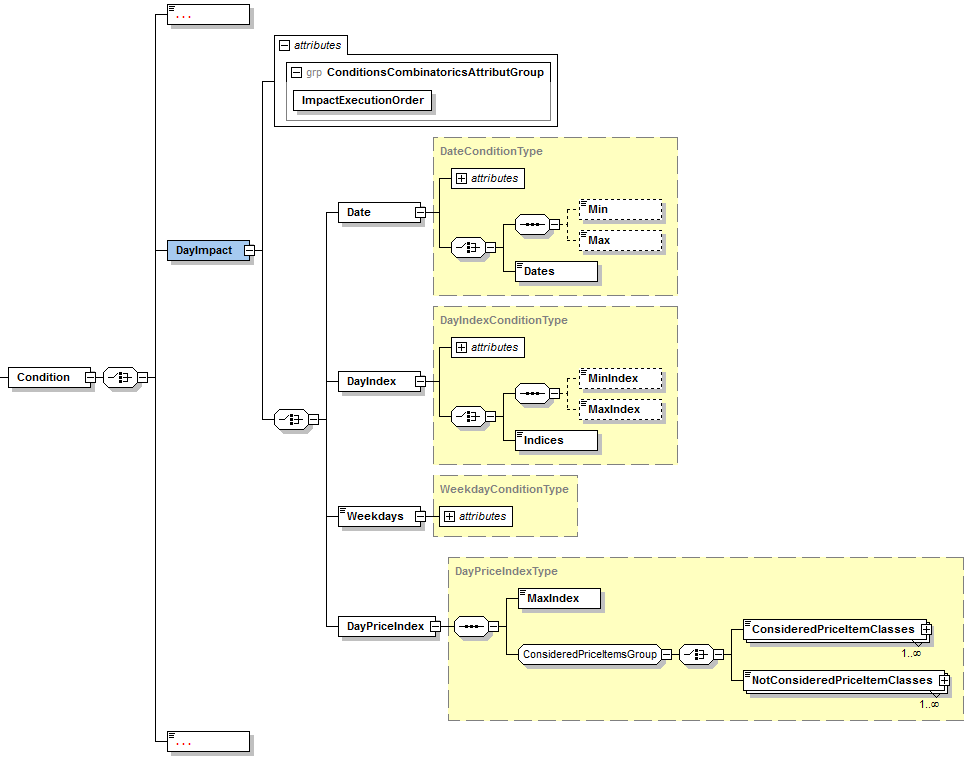 ...
attributes
grp ConditionsCombinatoricsAttributGroup
ImpactExecutionOrder
DateConditionType
attributes
Date
Min
Max
Dates
DayImpact
DayIndexConditionType
attributes
DayIndex
MinIndex
MaxIndex
Indices
Condition
WeekdayConditionType
Weekdays
attributes
DayPriceIndexType
MaxIndex
DayPriceIndex
ConsideredPriceItemsGroup
ConsideredPriceItemClasses
1..∞
NotConsideredPriceItemClasses
1..∞
...